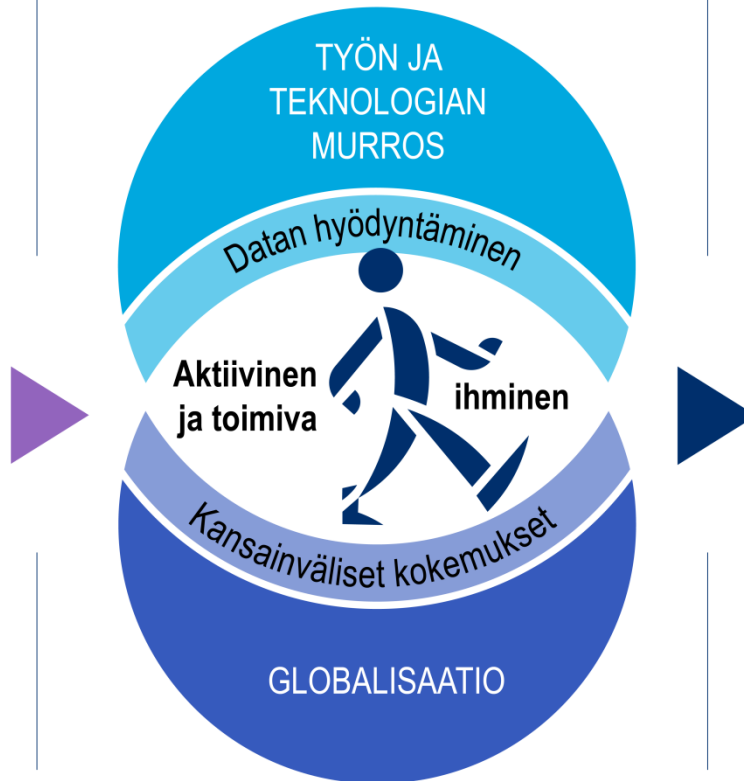 TYÖN JA
TEKNOLOGIAN
MURROS
Datan hyödyntäminen
Aktiivinen
ja toimiva
ihminen
Kansainväliset kokemukset
GLOBALISAATIO